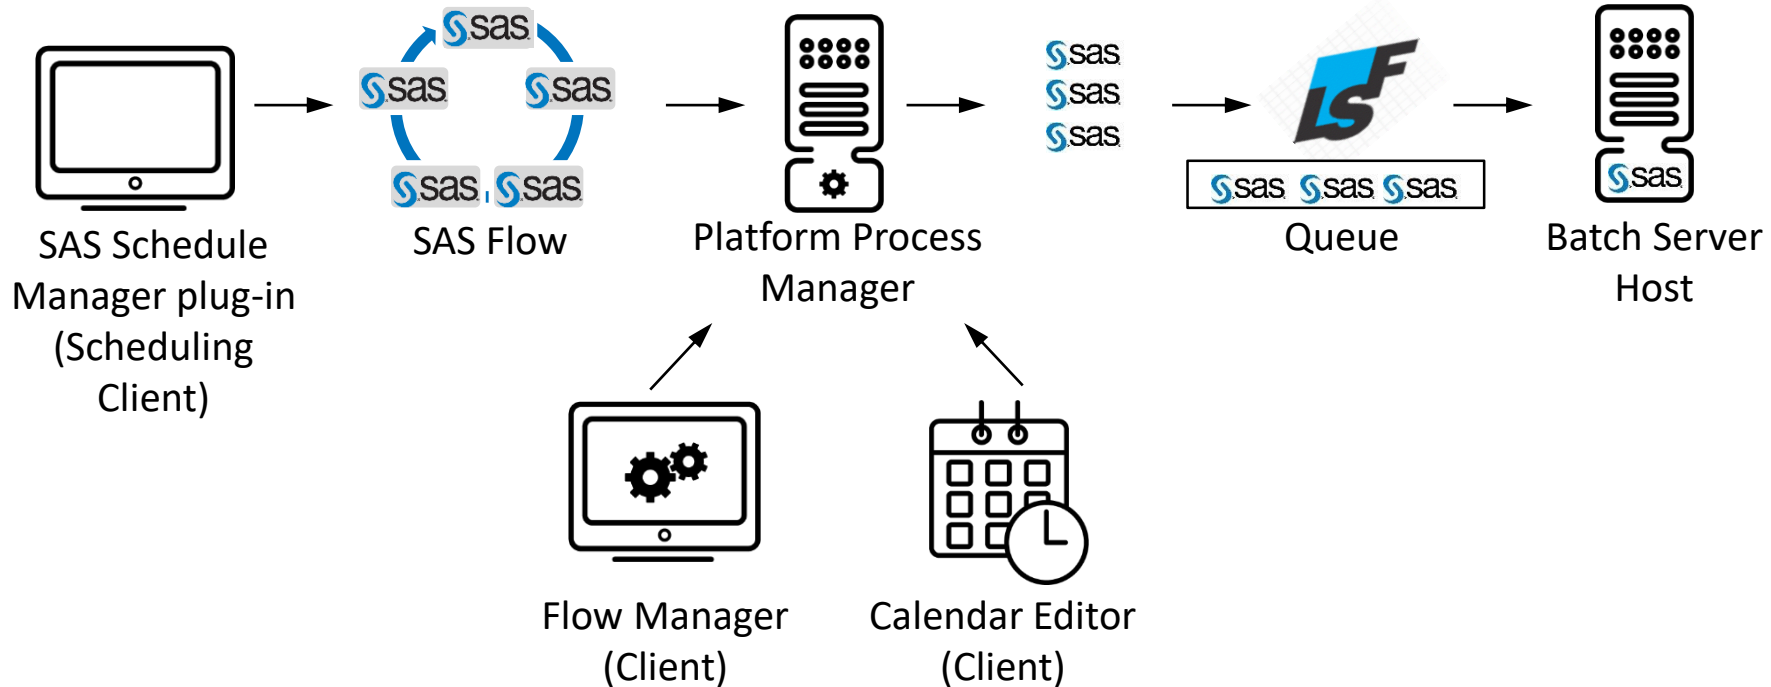 sas
sas
sas
sas
sas
SAS Schedule
Manager plug-in
(Scheduling
Client)
SAS Flow
Platform Process
Manager
sas
sas
sas
LSF
sas sas sas
Queue
sas
Batch Server
Host
Flow Manager
(Client)
Calendar Editor
(Client)